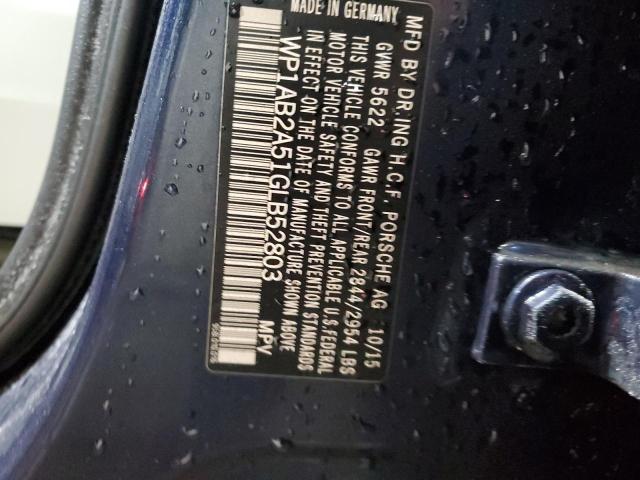 MADE IN GERMANY
MFD BY DR. ING H.C.F. PORSCHE AG 10/15
GVWR 5622 GAWR FRONT/REAR 2844/2954 LBS
THIS VEHICLE CONFORMS TO ALL APPLICABLE U.S. FEDERAL
MOTOR VEHICLE SAFETY AND THEFT PREVENTION STANDARDS
IN EFFECT ON THE DATE OF MANUFACTURE SHOWN ABOVE
WP1AB2A51GLB52803 MPV